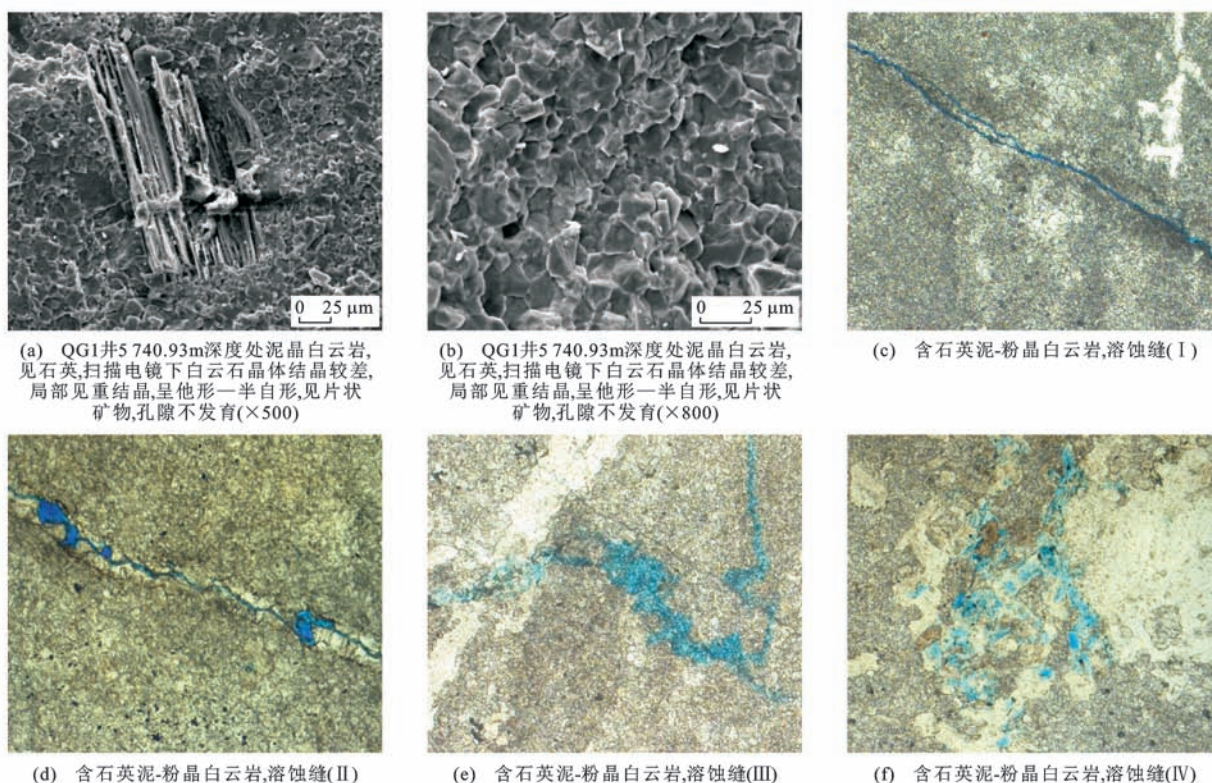 0 25 μm
0 25 μm
(a) QG1井5 740.93m深度处泥晶白云岩,
见石英,扫描电镜下白云石晶体结晶较差,
局部见重结晶,呈他形—半自形,见片状
矿物,孔隙不发育(×500)
(b) QG1井5 740.93m深度处泥晶白云岩,
见石英,扫描电镜下白云石晶体结晶较差,
局部见重结晶,呈他形—半自形,见片状
矿物,孔隙不发育(×800)
(c) 含石英泥-粉晶白云岩,溶蚀缝(Ⅰ)
(d) 含石英泥-粉晶白云岩,溶蚀缝(Ⅱ)
(e) 含石英泥-粉晶白云岩,溶蚀缝(Ⅲ)
(f) 含石英泥-粉晶白云岩,溶蚀缝(Ⅳ)